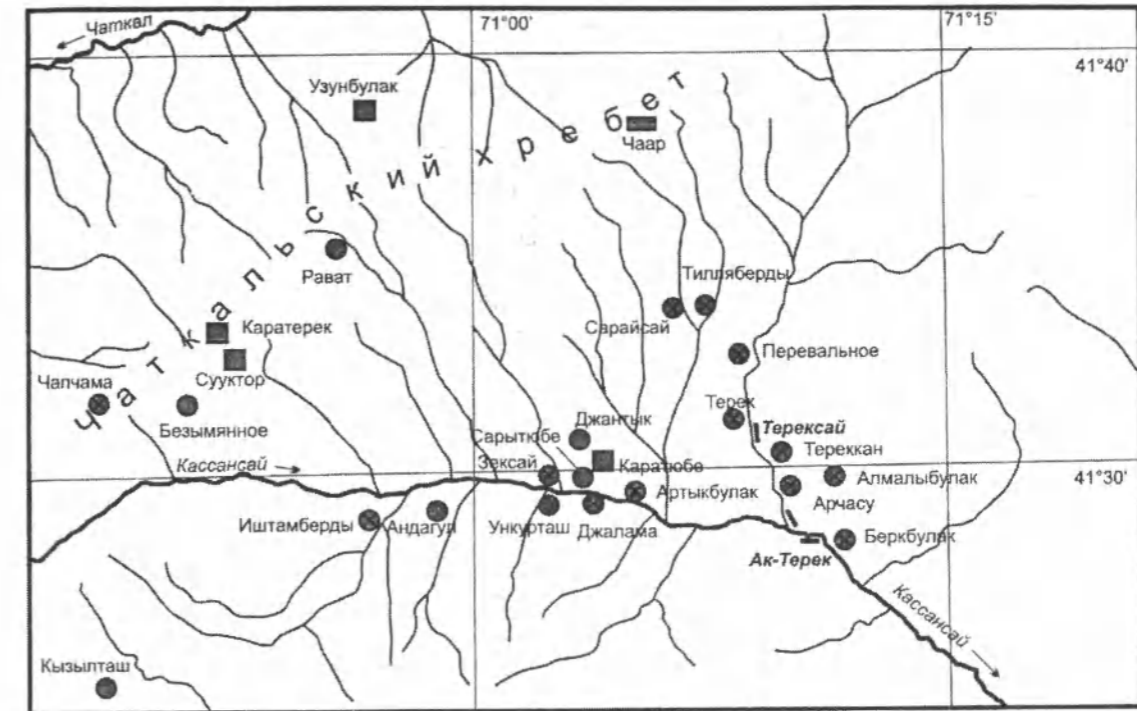 Чаткал
71°00'
71°15'
41°40'
Узунбулак
Чаар
Чаткальский хребет
Рават
Тилляберды
Сарайсай
Каратерек
Перевальное
Сууктор
Чапчама
Безымянное
Терек
Джантык
Терексай
Сарытюбе
Тереккан
Кассансай
Зексай
Каратюбе
Алмалыбулак
41°30'
Артыкбулак
Арчасу
Иштамберды
Андагул
Ункурташ
Джалама
Беркбулак
Ак-Терек
Кассансай
Кызылташ